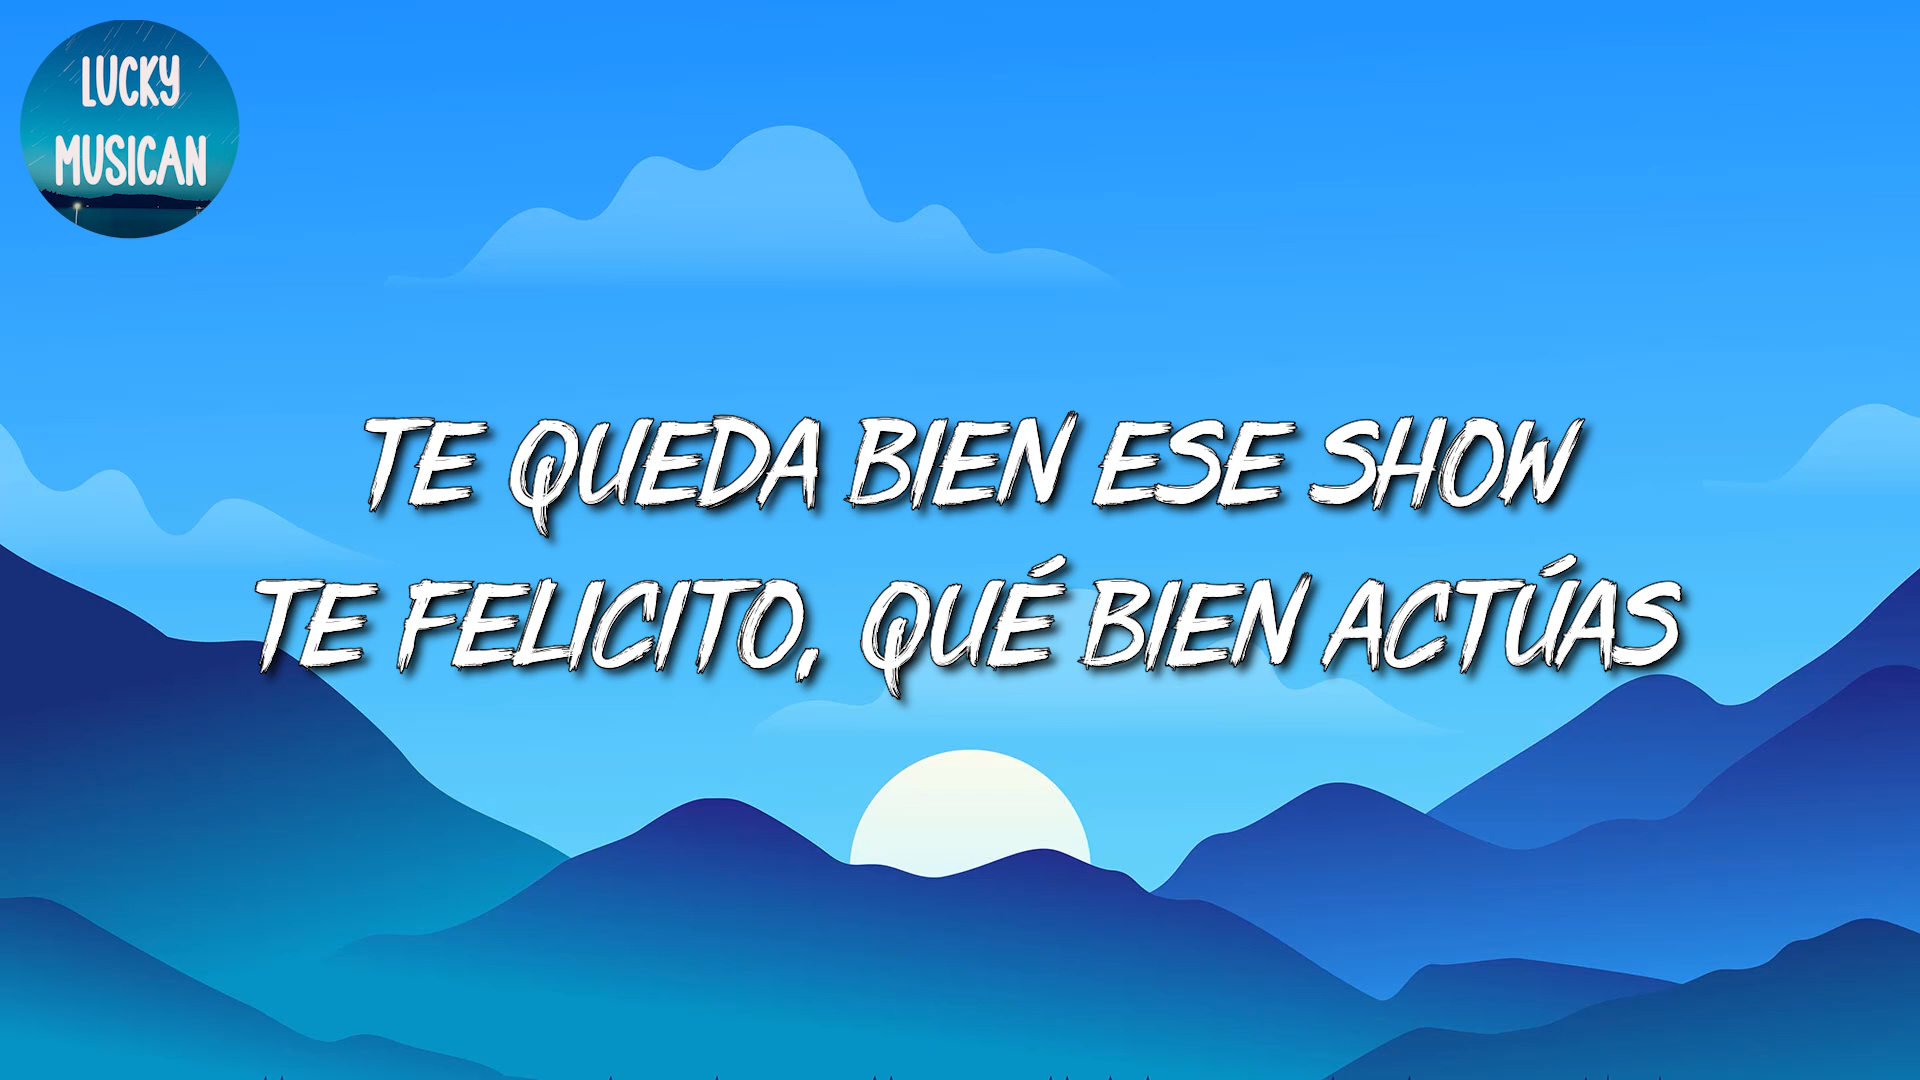 LUCKY
MUSICAN
TE QUEDA BIEN ESE SHOW
TE FELICITO, QUÉ BIEN ACTÚAS